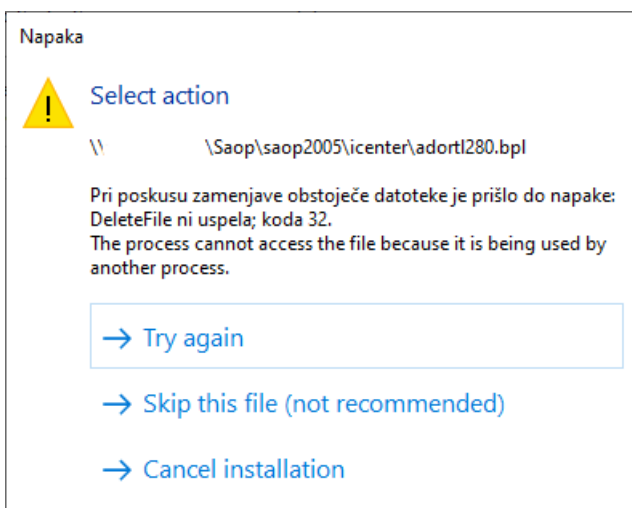 Napaka
Select action
\\ \Saop\saop2005\icenter\adortl280.bpl
Pri poskusu zamenjave obstoječe datoteke je prišlo do napake:
DeleteFile ni uspela; koda 32.
The process cannot access the file because it is being used by
another process.
→ Try again
→ Skip this file (not recommended)
→ Cancel installation